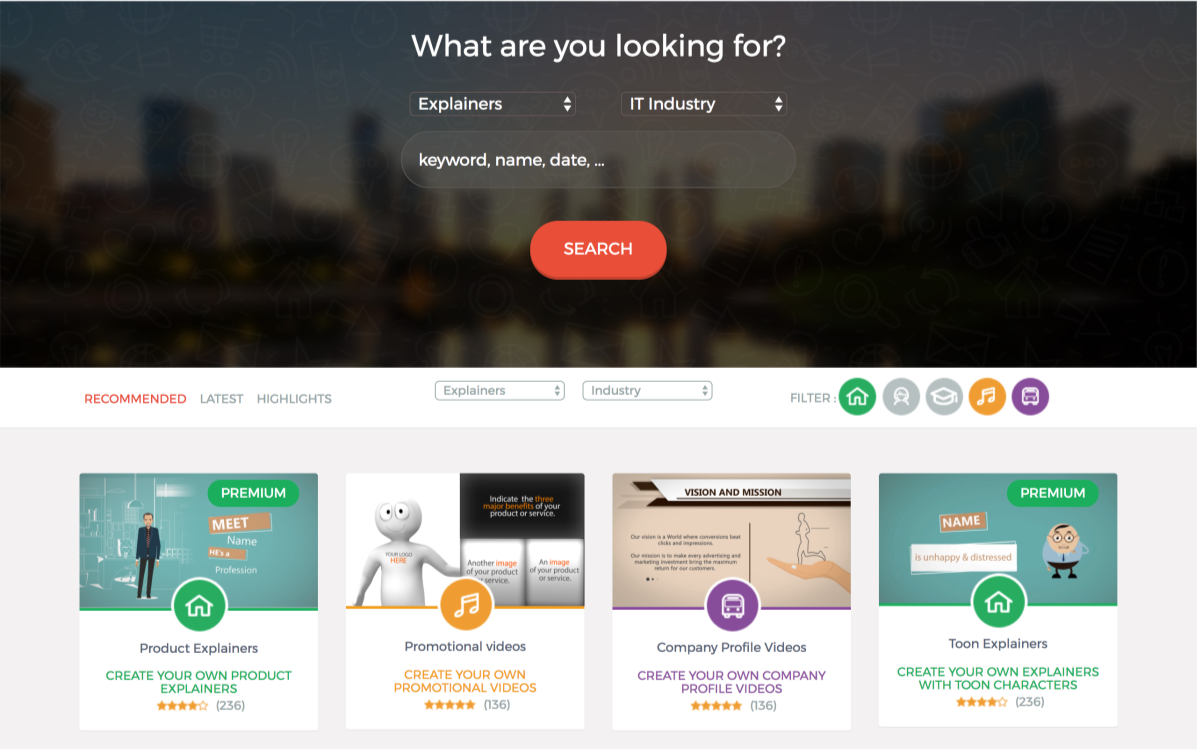 What are you looking for?
Explainers
IT Industry
keyword, name, date, ...
SEARCH
RECOMMENDED
LATEST
HIGHLIGHTS
Explainers
Industry
FILTER :
PREMIUM
MEET
Name
HE's a
Profession
Product Explainers
CREATE YOUR OWN PRODUCT
EXPLAINERS
(236)
Indicate the three
major benefits of your
product or service.
YOUR LOGO
HERE
Another image
of your product
or service.
An image
of your product
or service.
Promotional videos
CREATE YOUR OWN
PROMOTIONAL VIDEOS
(136)
VISION AND MISSION
Our vision is a World where conversions beat
clicks and impressions.
Our mission is to make every advertising and
marketing investment bring the maximum
return for our customers.
Company Profile Videos
CREATE YOUR OWN COMPANY
PROFILE VIDEOS
(136)
PREMIUM
NAME
is unhappy & distressed
Toon Explainers
CREATE YOUR OWN EXPLAINERS
WITH TOON CHARACTERS
(236)